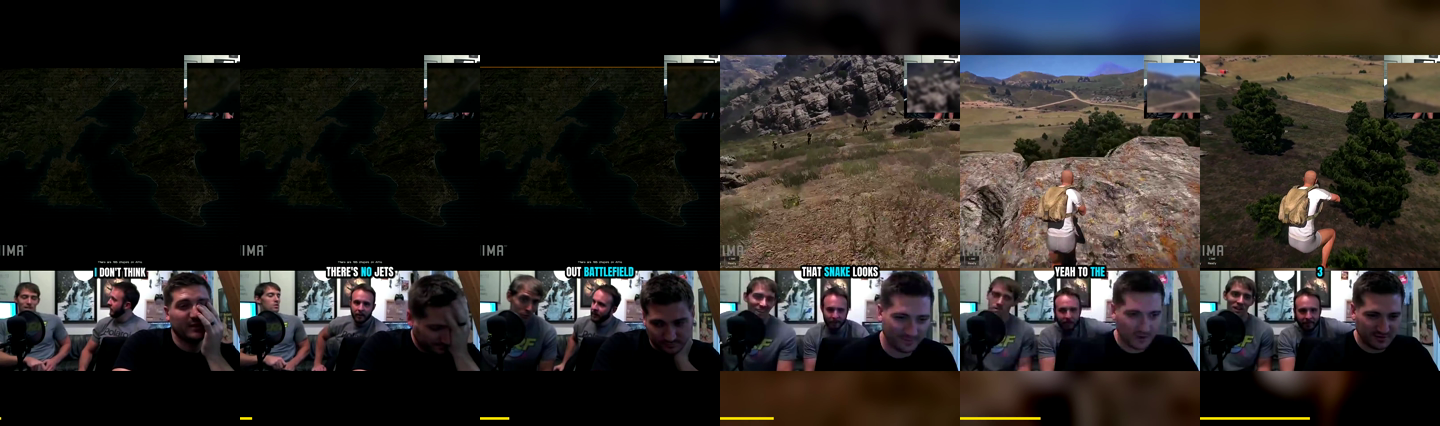 IMA
I DON'T THINK
IMA
THERE'S NO JETS
IMA
OUT BATTLEFIELD
IMA
THAT SNAKE LOOKS
YEAH TO THE
IMA
3